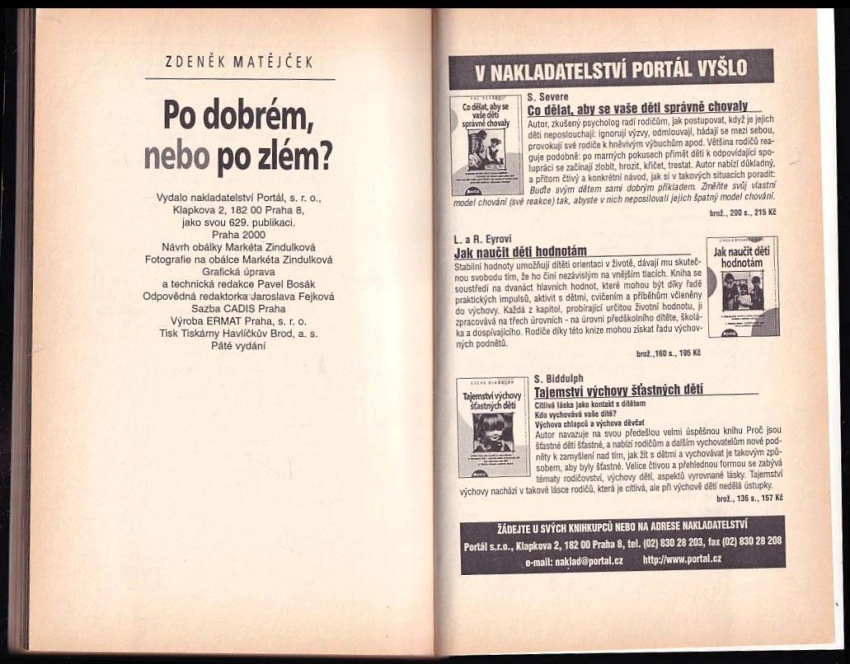 ZDENĚK MATĚJČEK
Po dobrém,
nebo po zlém?
Vydalo nakladatelství Portál, s. r. o.,
Klapkova 2, 182 00 Praha 8,
jako svou 629. publikaci.
Praha 2000
Návrh obálky Markéta Zindulková
Fotografie na obálce Markéta Zindulková
Grafická úprava
a technická redakce Pavel Bosák
Odpovědná redaktorka Jaroslava Fejková
Sazba CADIS Praha
Výroba ERMAT Praha, s. r. o.
Tisk Tiskárny Havlíčkův Brod, a. s.
Páté vydání
V NAKLADATELSTVÍ PORTÁL VYŠLO
Co dělat, aby se
vaše děti
správně chovaly
S. Severe
Co dělat, aby se vaše děti správně chovaly
Autor, zkušený psycholog radí rodičům, jak postupovat, když je jejich
děti neposlouchají: ignorují výzvy, odmlouvají, hádají se mezi sebou,
provokují své rodiče k hněvivým výbuchům apod. Většina rodičů rea-
guje podobně: po marných pokusech přimět děti k odpovídající spo-
lupráci se začínají zlobit, hrozit, křičet, trestat. Autor nabízí důkladný,
a přitom čtivý a konkrétní návod, jak si v takových situacích poradit:
Buďte svým dětem sami dobrým příkladem. Změňte svůj vlastní
model chování (své reakce) tak, abyste v nich neposilovali jejich špatný model chování.
brož., 200 s., 215 Kč
L. a R. Eyrovi
Jak naučit děti hodnotám
Stabilní hodnoty umožňují dítěti orientaci v životě, dávají mu skuteč-
nou svobodu tím, že ho činí nezávislým na vnějším tlacích. Kniha se
soustředí na dvanáct hlavních hodnot, které mohou být díky řadě
praktických impulsů, aktivit s dětmi, cvičením a příběhům včleněny
do výchovy. Každá z kapitol, probírající určitou životní hodnotu, ji
zpracovává na třech úrovních - na úrovni předškolního dítěte, školá-
ka a dospívajícího. Rodiče díky této knize mohou získat řadu výchov-
ných podnětů.
brož.,160 s., 195 Kč
Jak naučit děti
hodnotám
STEVE BIDDULPH
Tajemství výchovy
šťastných dětí
S. Biddulph
Tajemství výchovy šťastných dětí
Citlivá láska jako kontakt s dítětem
Kdo vychovává vaše dítě?
Výchova chlapců a výchova děvčat
Autor navazuje na svou předešlou velmi úspěšnou knihu Proč jsou
šťastné děti šťastné, a nabízí rodičům a dalším vychovatelům nové pod-
něty k zamyšlení nad tím, jak žít s dětmi a vychovávat je takovým způ-
sobem, aby byly šťastné. Velice čtivou a přehlednou formou se zabývá
tématy rodičovství, výchovy dětí, aspekty vyrovnané lásky. Tajemství
výchovy nachází v takové lásce rodičů, která je citlivá, ale při výchově dětí nedělá ústupky.
brož., 136 s., 157 Kč
ŽÁDEJTE U SVÝCH KNIHKUPCŮ NEBO NA ADRESE NAKLADATELSTVÍ
Portál s.r.o., Klapkova 2, 182 00 Praha 8, tel. (02) 830 28 203, fax (02) 830 28 208
e-mail: naklad@portal.cz http://www.portal.cz